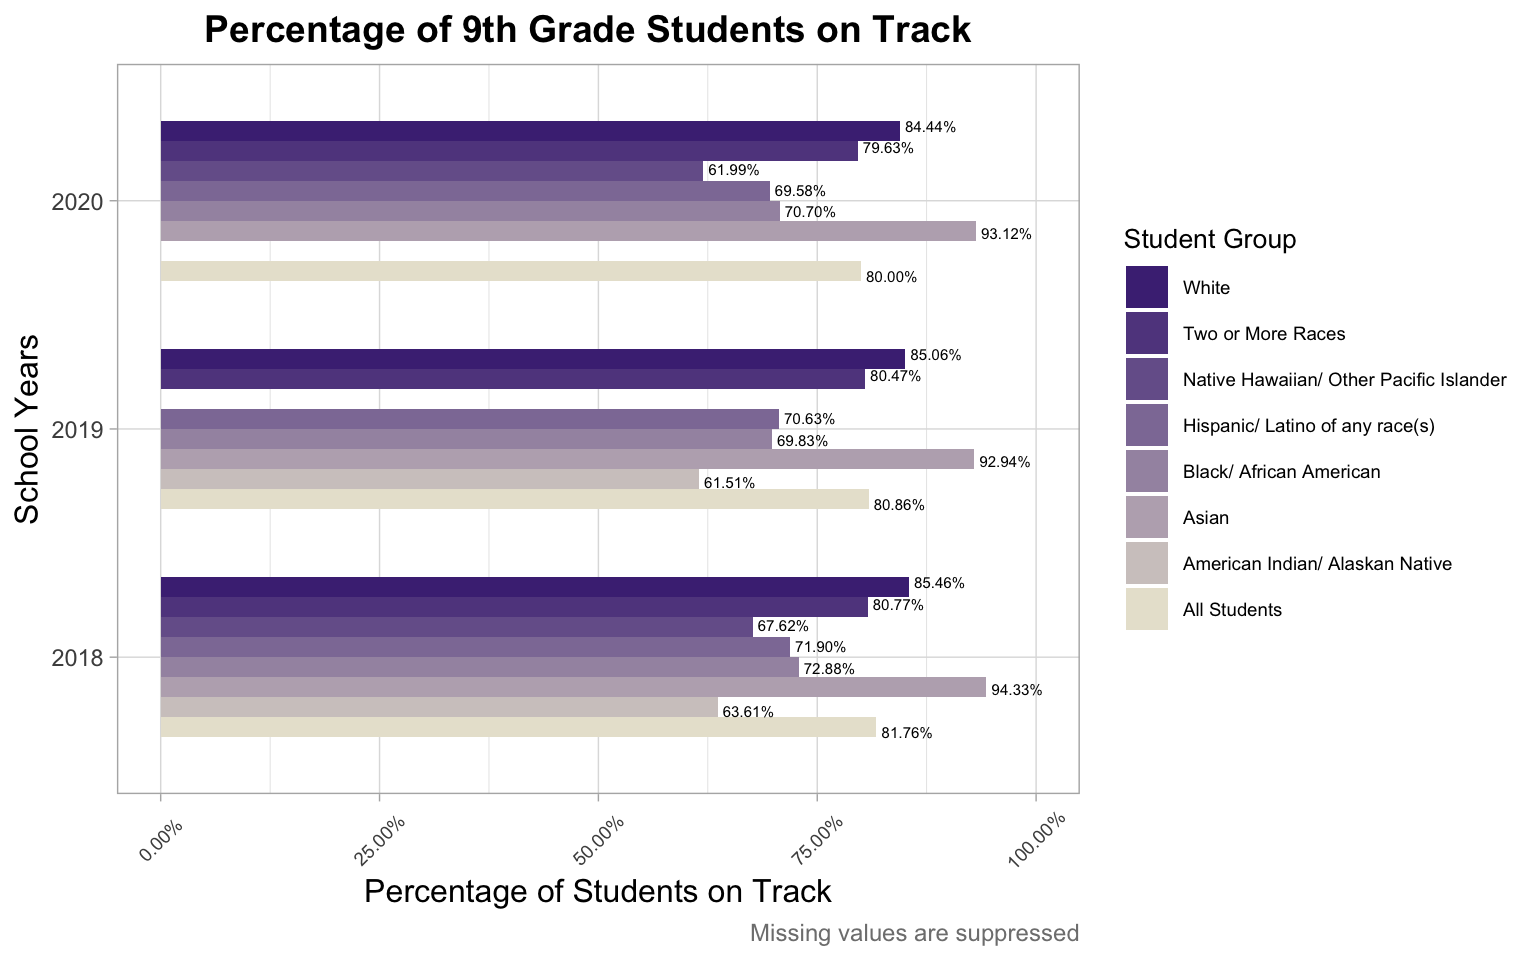 Percentage of 9th Grade Students on Track
School Years
2020
84.44%
79.63%
61.99%
69.58%
70.70%
93.12%
80.00%
2019
85.06%
80.47%
70.63%
69.83%
92.94%
61.51%
80.86%
2018
85.46%
80.77%
67.62%
71.90%
72.88%
94.33%
63.61%
81.76%
0.00% 25.00% 50.00% 75.00% 100.00%
Percentage of Students on Track
Missing values are suppressed
Student Group
White
Two or More Races
Native Hawaiian/ Other Pacific Islander
Hispanic/ Latino of any race(s)
Black/ African American
Asian
American Indian/ Alaskan Native
All Students